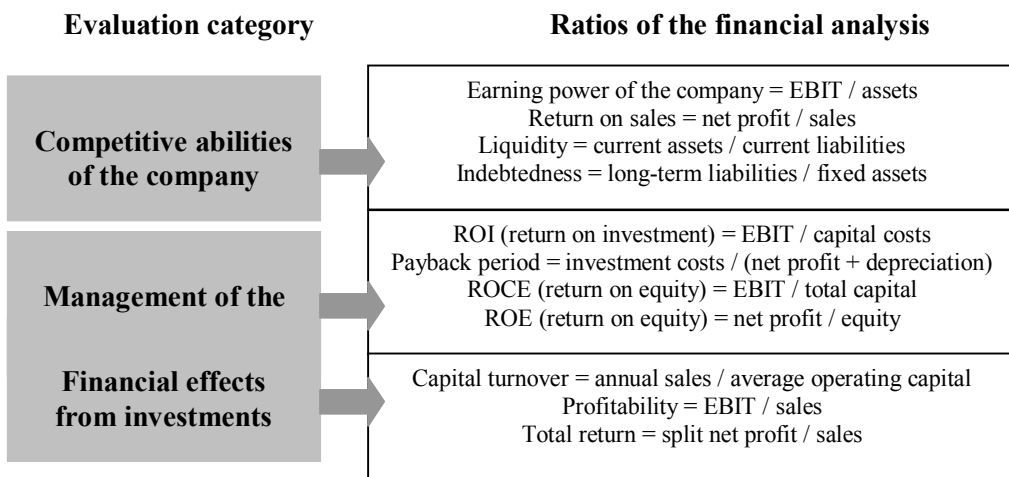 Evaluation category
Ratios of the financial analysis
Competitive abilities
of the company
Earning power of the company = EBIT / assets
Return on sales = net profit / sales
Liquidity = current assets / current liabilities
Indebtedness = long-term liabilities / fixed assets
Management of the
ROI (return on investment) = EBIT / capital costs
Payback period = investment costs / (net profit + depreciation)
ROCE (return on equity) = EBIT / total capital
ROE (return on equity) = net profit / equity
Financial effects
from investments
Capital turnover = annual sales / average operating capital
Profitability = EBIT / sales
Total return = split net profit / sales